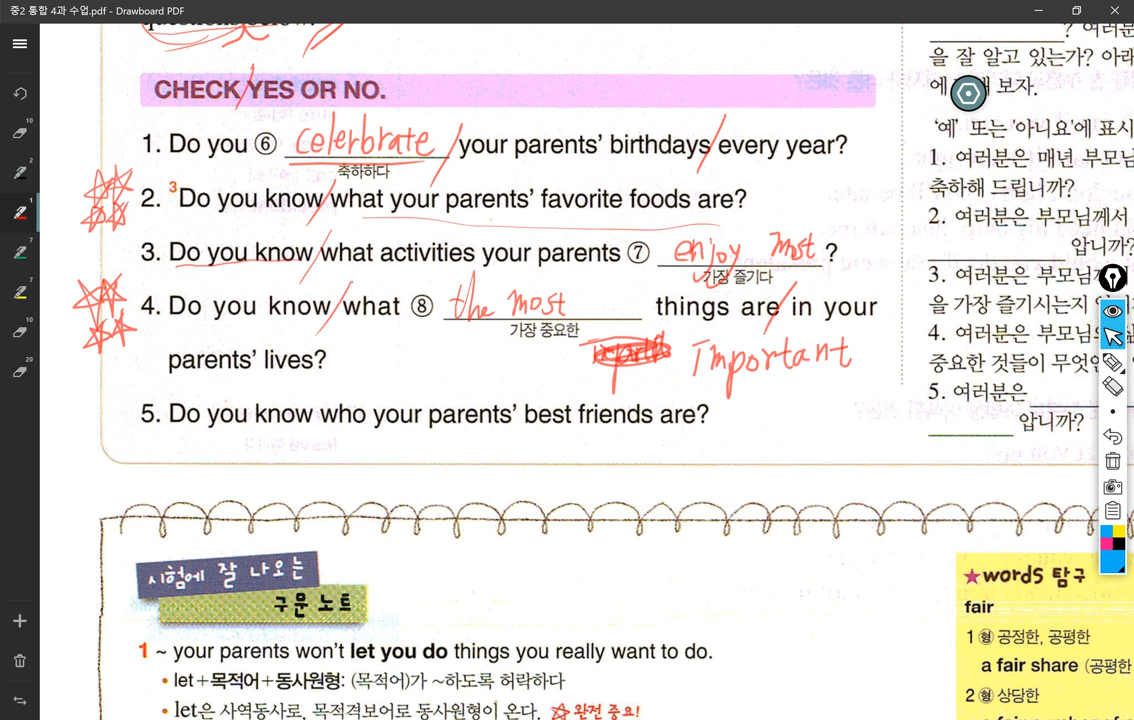 중2 통합 4과 수업.pdf - Drawboard PDF
CHECK YES OR NO.
1. Do you ⑥ celerbrate your parents' birthdays every year?
축하하다
2. ³Do you know what your parents' favorite foods are?
3. Do you know what activities your parents ⑦ enjoy most ?
가장 즐기다
4. Do you know what ⑧ the most things are in your
가장 중요한
important
parents' lives?
5. Do you know who your parents' best friends are?
? 여러분
을 잘 알고 있는가? 아래
에 보자.
'예' 또는 '아니요'에 표시
1. 여러분은 매년 부모님
축하해 드립니까?
2. 여러분은 부모님께서
압니까?
3. 여러분은 부모
을 가장 즐기시는지
4. 여러분은 부모님
중요한 것들이 무엇인
5. 여러분은
압니까?
시험에 잘 나오는
구문 노트
1 ~ your parents won't let you do things you really want to do.
• let+목적어+동사원형: (목적어)가 ~하도록 허락하다
• let은 사역동사로, 목적격보어로 동사원형이 온다. ☆ 완전 중요!
★words 탐구
fair
1 형 공정한, 공평한
a fair share (공평한
2 형 상당한
10
2
1
7
7
10
20